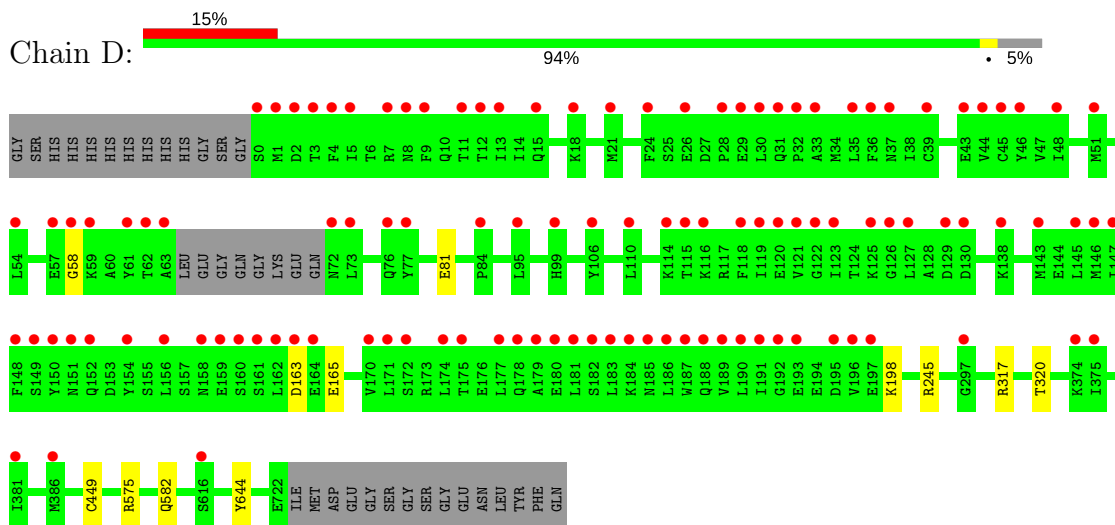 15%
Chain D:
94%
•
5%
GLY SER HIS HIS HIS HIS HIS HIS HIS HIS GLY SER GLY S0 M1 D2 T3 F4 I5 T6 R7 N8 F9 Q10 T11 T12 I13 I14 Q15 K18 M21 F24 S25 E26 D27 P28 E29 L30 Q31 P32 A33 M34 L35 F36 N37 I38 C39 E43 V44 C45 Y46 V47 I48 M51
L54 E57 G58 K59 A60 Y61 T62 A63 LEU GLU GLY GLN GLY LYS GLU GLN N72 L73 Q76 Y77 E81 P84 L95 H99 Y106 L110 K114 T115 K116 R117 F118 I119 E120 V121 G122 I123 T124 K125 G126 L127 A128 D129 D130 K138 M143 E144 L145 M146 I147
F148 S149 Y150 N151 Q152 D153 Y154 S155 L156 S157 N158 E159 S160 S161 L162 D163 E164 E165 V170 L171 S172 R173 L174 T175 E176 L177 Q178 A179 E180 L181 S182 L183 K184 N185 L186 W187 Q188 V189 L190 I191 G192 E193 E194 D195 V196 E197 K198 R245 G297 R317 T320 K374 I375
I381 M386 C449 R575 Q582 S616 Y644 E722 ILE MET ASP GLU GLY SER GLY SER GLY GLU ASN LEU TYR PHE GLN